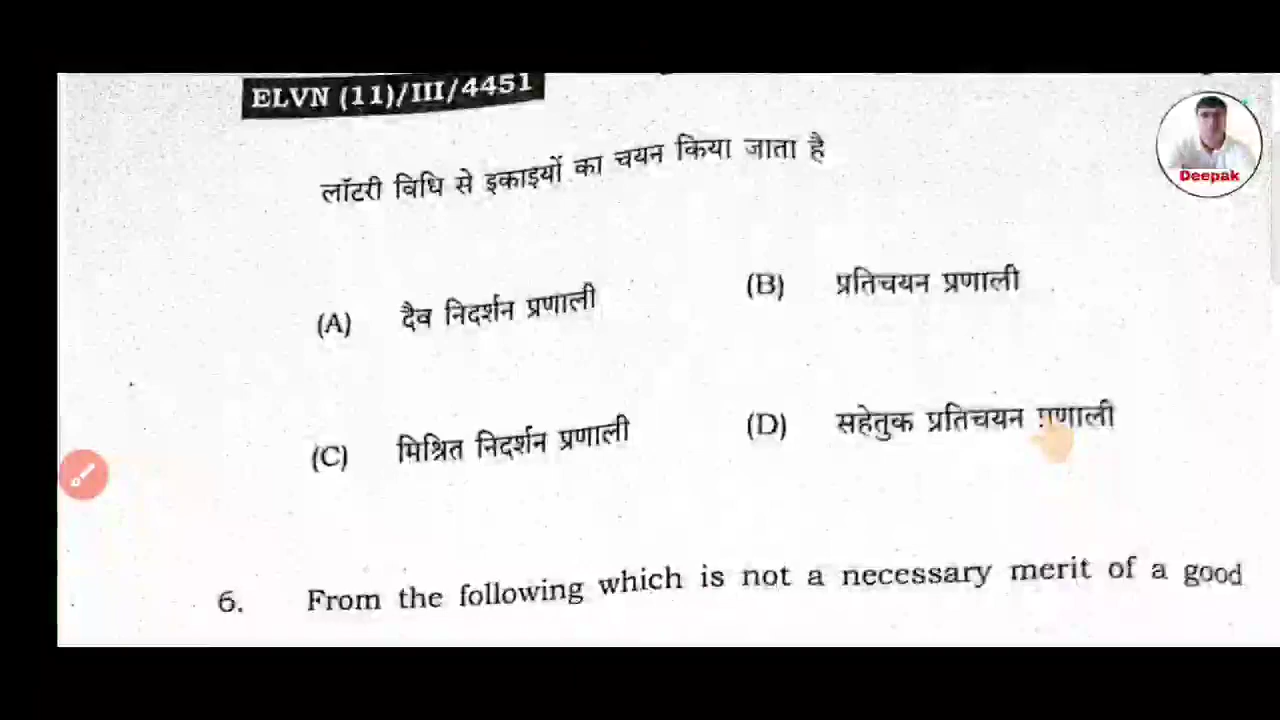 ELVN (11)/III/4451
Deepak
लॉटरी विधि से इकाइयों का चयन किया जाता है
(A) दैव निदर्शन प्रणाली (B) प्रतिचयन प्रणाली
(C) मिश्रित निदर्शन प्रणाली (D) सहेतुक प्रतिचयन प्रणाली
6. From the following which is not a necessary merit of a good